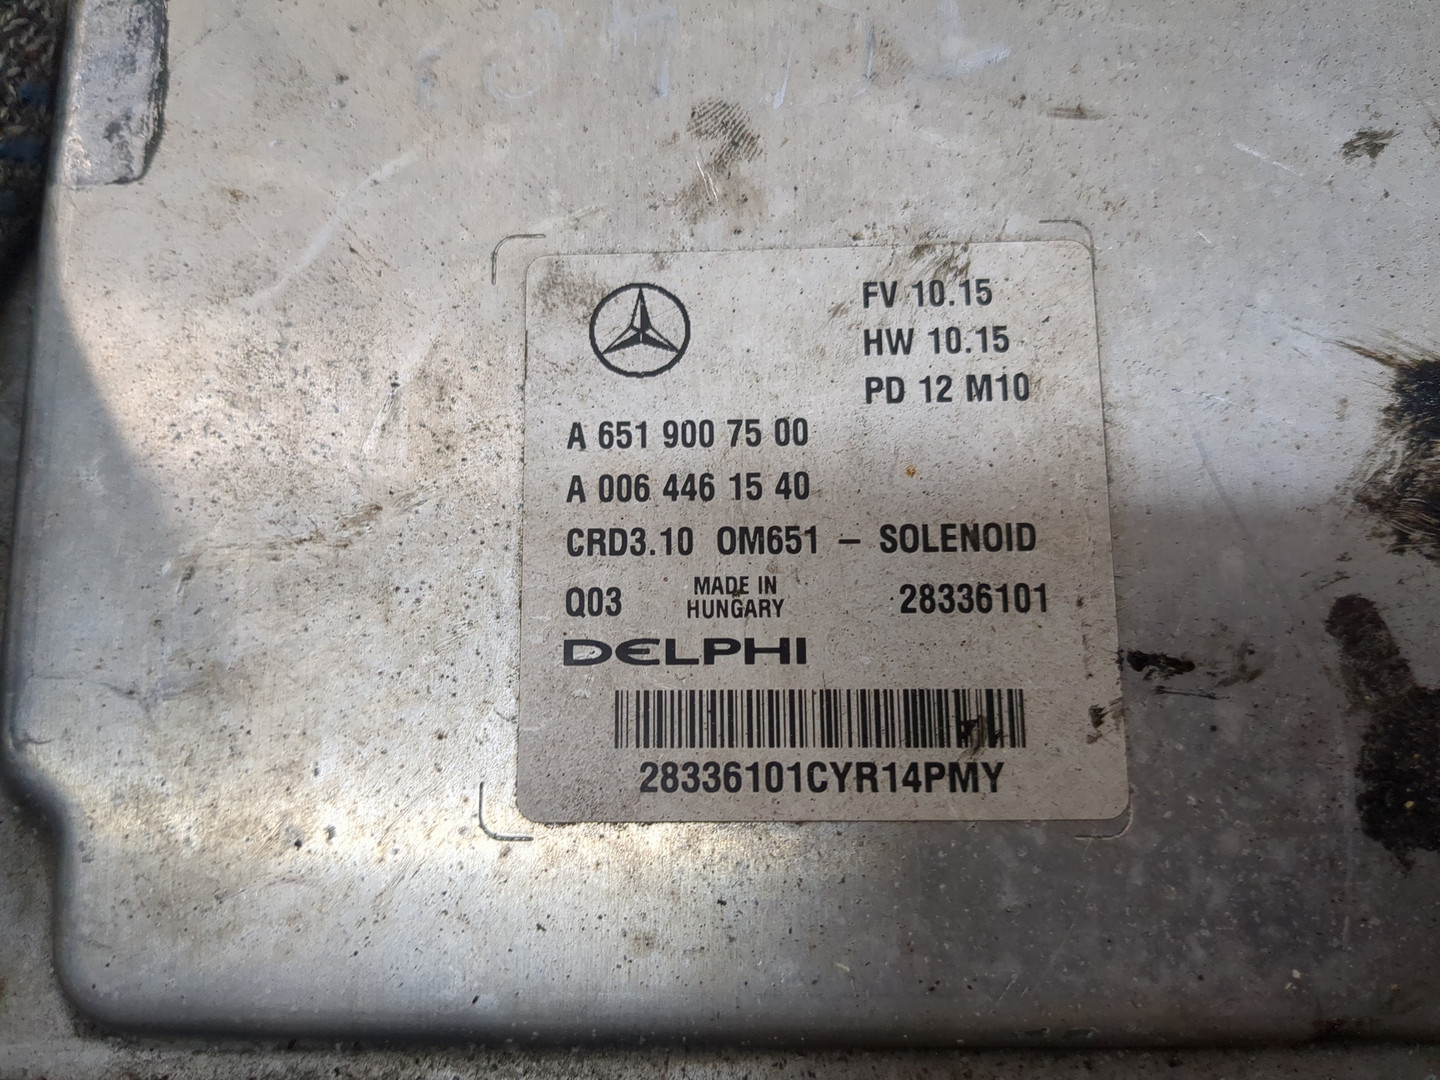 FV 10.15
HW 10.15
PD 12 M10
A 651 900 75 00
A 006 446 15 40
CRD3.10 OM651 – SOLENOID
Q03 MADE IN HUNGARY 28336101
DELPHI
28336101CYR14PMY